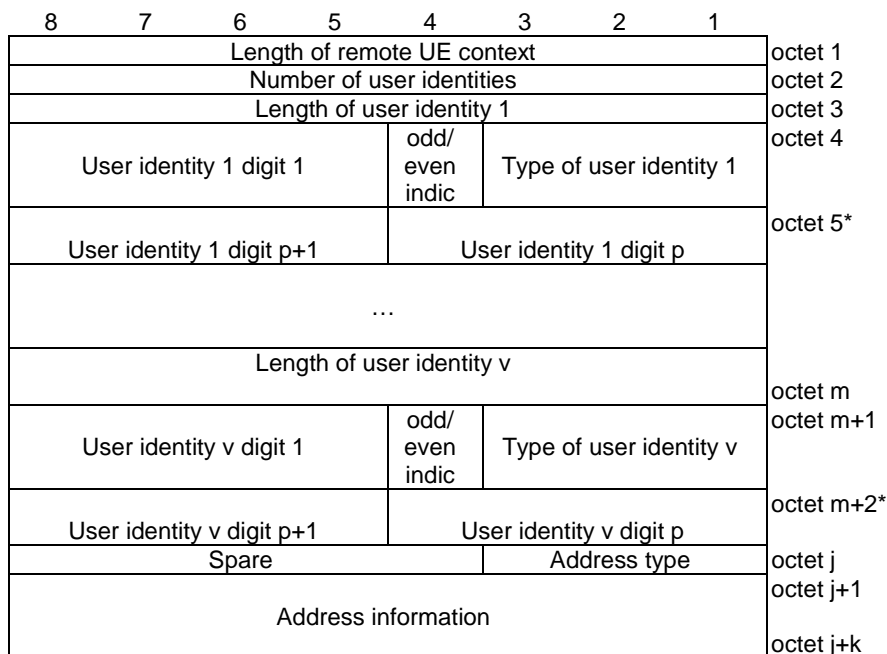 8 7 6 5 4 3 2 1
Length of remote UE context octet 1
Number of user identities octet 2
Length of user identity 1 octet 3
User identity 1 digit 1 odd/ even indic Type of user identity 1 octet 4
octet 5*
User identity 1 digit p+1 User identity 1 digit p
…
Length of user identity v
octet m
User identity v digit 1 odd/ even indic Type of user identity v octet m+1
octet m+2*
User identity v digit p+1 User identity v digit p
Spare Address type octet j
octet j+1
Address information
octet j+k